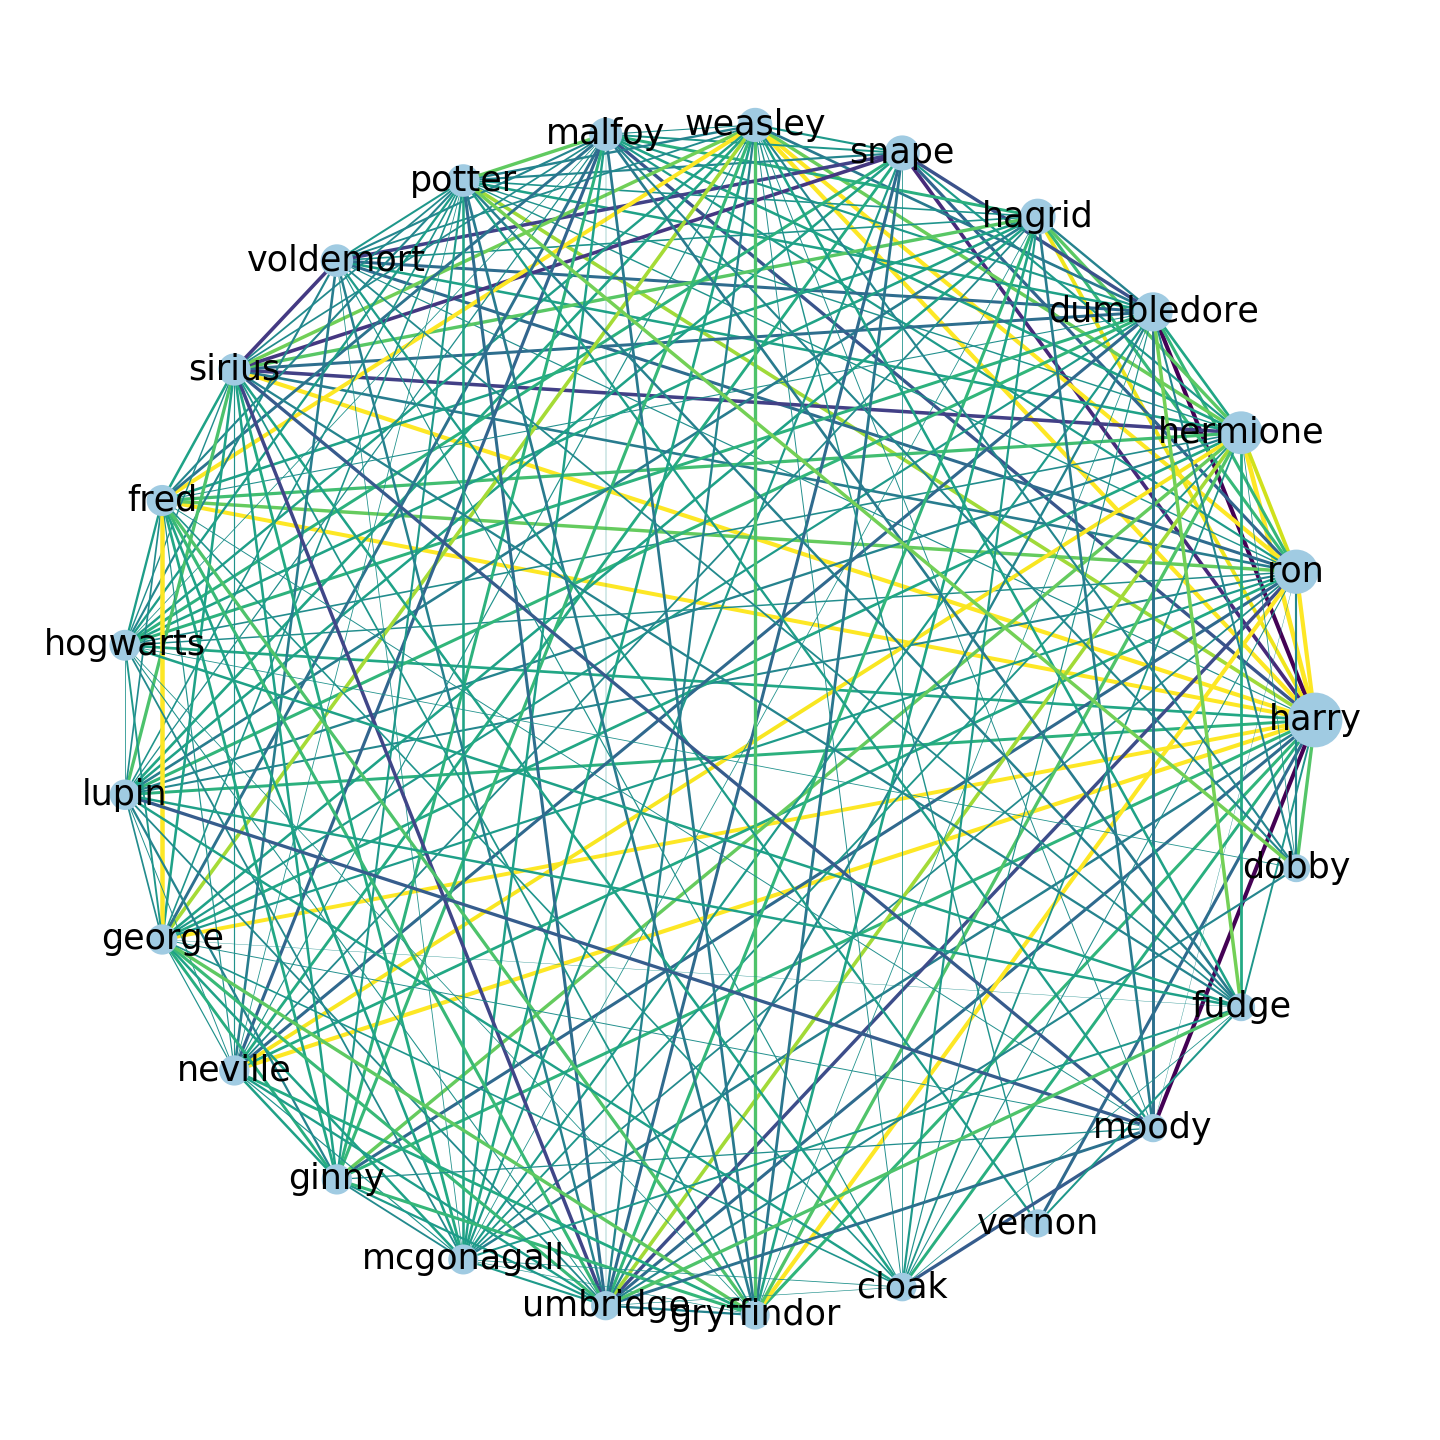 weasley
malfoy
snape
potter
hagrid
voldemort
dumbledore
sirius
hermione
fred
ron
hogwarts
harry
lupin
dobby
george
fudge
neville
moody
ginny
vernon
mcgonagall
cloak
umbridge
gryffindor